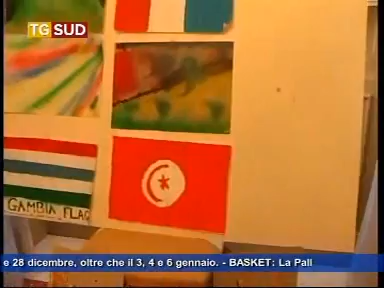 TG SUD
GAMBIA FLAG
e 28 dicembre, oltre che il 3, 4 e 6 gennaio. - BASKET: La Pall